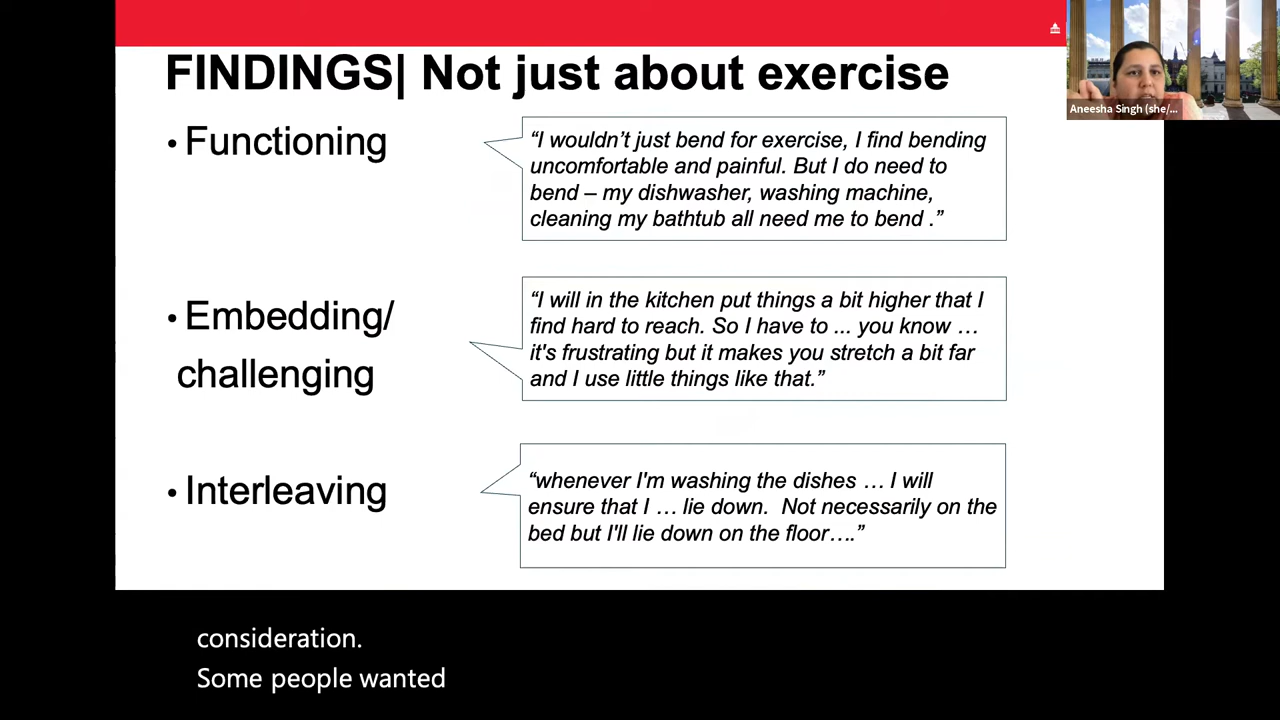 FINDINGS| Not just about exercise
Aneesha Singh (she/...
• Functioning
“I wouldn’t just bend for exercise, I find bending
uncomfortable and painful. But I do need to
bend – my dishwasher, washing machine,
cleaning my bathtub all need me to bend .”
• Embedding/
challenging
“I will in the kitchen put things a bit higher that I
find hard to reach. So I have to ... you know …
it's frustrating but it makes you stretch a bit far
and I use little things like that.”
• Interleaving
“whenever I'm washing the dishes … I will
ensure that I … lie down.  Not necessarily on the
bed but I'll lie down on the floor….”
consideration.
Some people wanted